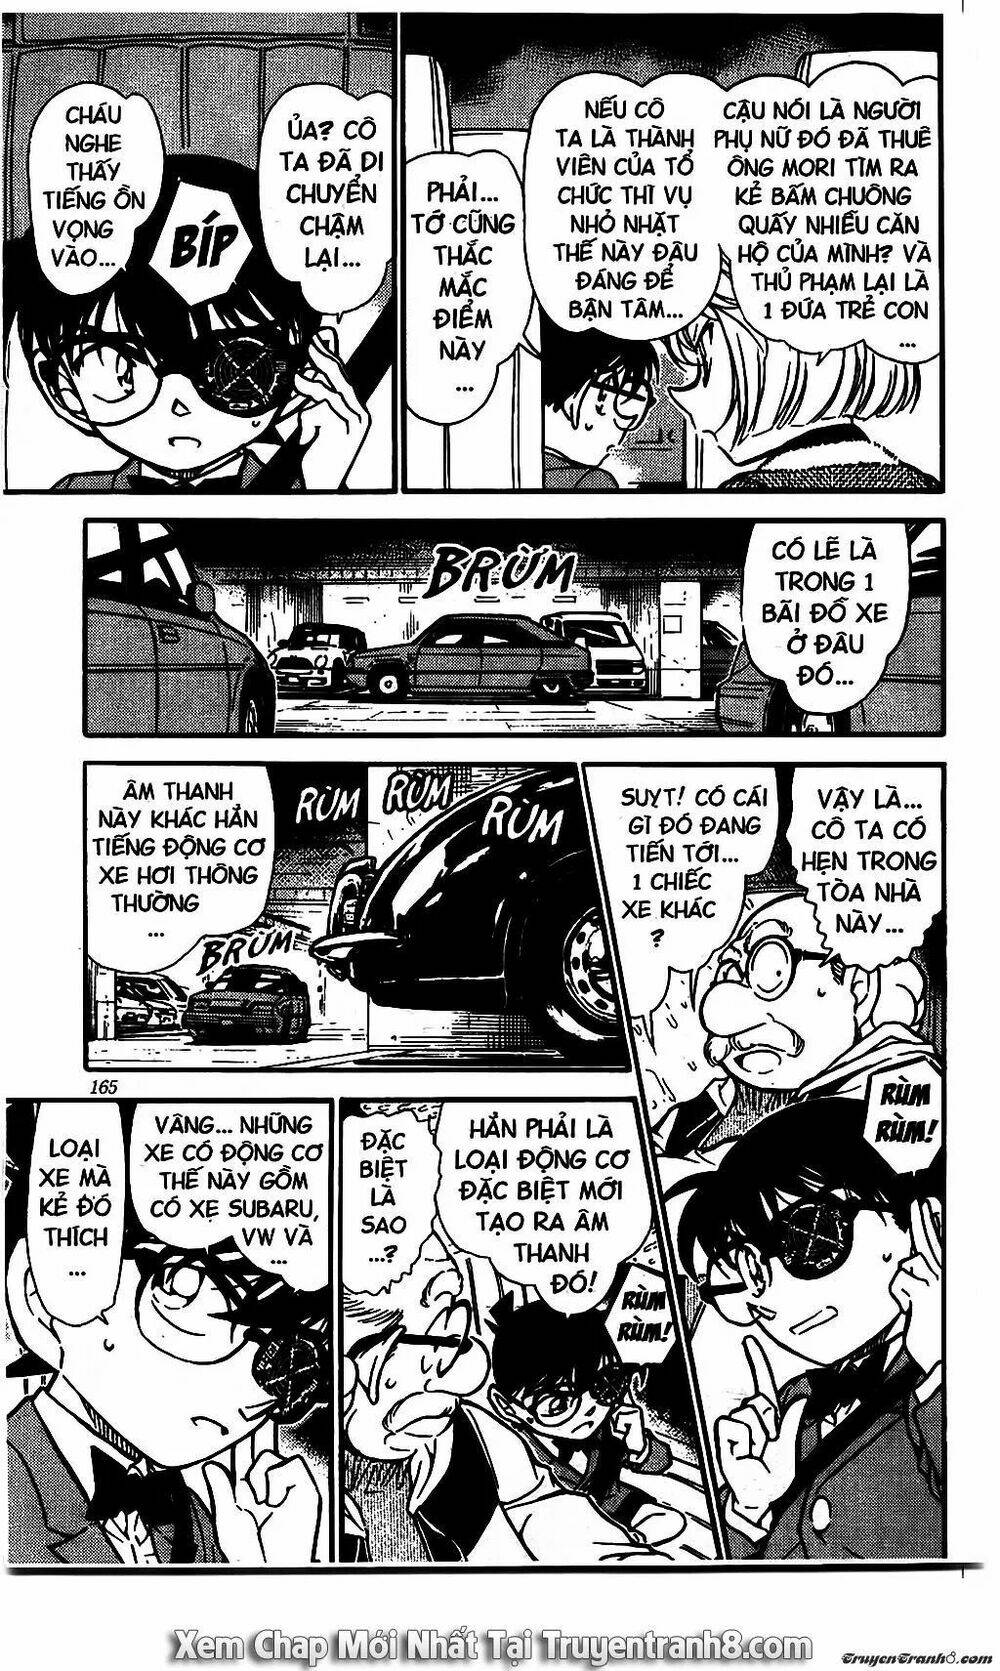 CẬU NÓI LÀ NGƯỜI
PHỤ NỮ ĐÓ ĐÃ THUÊ
ÔNG MORI TÌM RA
KẺ BẤM CHUÔNG
QUẤY NHIỄU CĂN
HỘ CỦA MÌNH? VÀ
THỦ PHẠM LẠI LÀ
1 ĐỨA TRẺ CON
...
NẾU CÔ
TA LÀ THÀNH
VIÊN CỦA TỔ
CHỨC THÌ VỤ
NHỎ NHẶT
THẾ NÀY ĐÂU
ĐÁNG ĐỂ
BẬN TÂM...
PHẢI...
TỚ CŨNG
THẮC
MẮC
ĐIỂM
NÀY
...
ỦA? CÔ
TA ĐÃ DI
CHUYỂN
CHẬM
LẠI...
BÍP
CHÁU
NGHE
THẤY
TIẾNG ỒN
VỌNG
VÀO...
CÓ LẼ LÀ
TRONG 1
BÃI ĐỖ XE
Ở ĐÂU
ĐÓ...
BRỪM
VẬY LÀ...
CÔ TA CÓ
HẸN TRONG
TÒA NHÀ
NÀY...
SUỴT! CÓ CÁI
GÌ ĐÓ ĐANG
TIẾN TỚI...
1 CHIẾC
XE KHÁC
?
RÙM
RÙM!
RÙM
RÙM
RÙM
ÂM THANH
NÀY KHÁC HẲN
TIẾNG ĐỘNG CƠ
XE HƠI THÔNG
THƯỜNG
...
BRỪM
165
HẲN PHẢI LÀ
LOẠI ĐỘNG CƠ
ĐẶC BIỆT MỚI
TẠO RA ÂM
THANH
ĐÓ!
ĐẶC
BIỆT
LÀ
SAO
...?
RÙM
RÙM!
VÂNG... NHỮNG
XE CÓ ĐỘNG CƠ
THẾ NÀY GỒM
CÓ XE SUBARU,
VW VÀ
...
LOẠI
XE MÀ
KẺ ĐÓ
THÍCH
...
Xem Chap Mới Nhất Tại Truyentranh8.com
TruyenTranh8.com